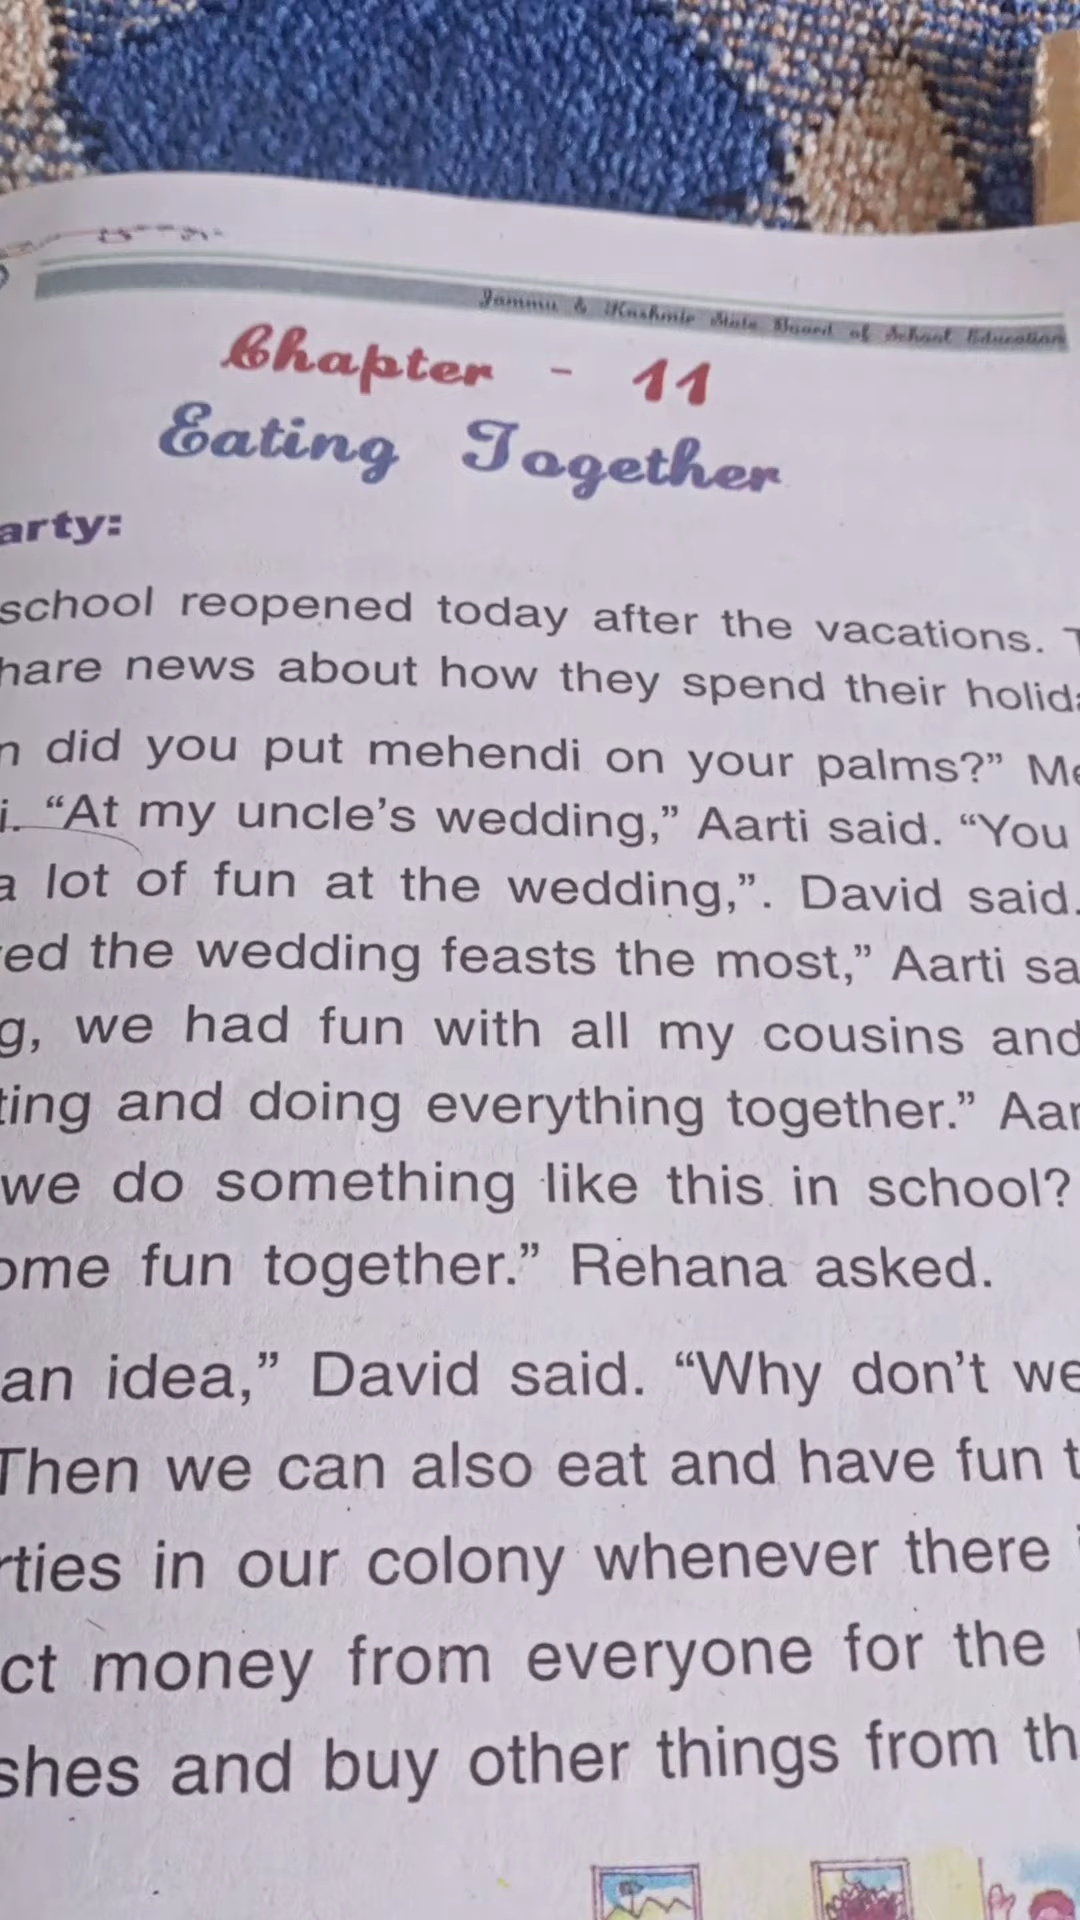 Jammu & Kashmir State Board of School Education
Chapter - 11
Eating Together
arty:
school reopened today after the vacations. T
hare news about how they spend their holida
n did you put mehendi on your palms?” Me
i. “At my uncle’s wedding,” Aarti said. “You
a lot of fun at the wedding,”. David said.
ed the wedding feasts the most,” Aarti sa
g, we had fun with all my cousins and
ting and doing everything together.” Aar
we do something like this in school?
ome fun together.” Rehana asked.
an idea,” David said. “Why don’t we
Then we can also eat and have fun t
rties in our colony whenever there i
ct money from everyone for the
shes and buy other things from th